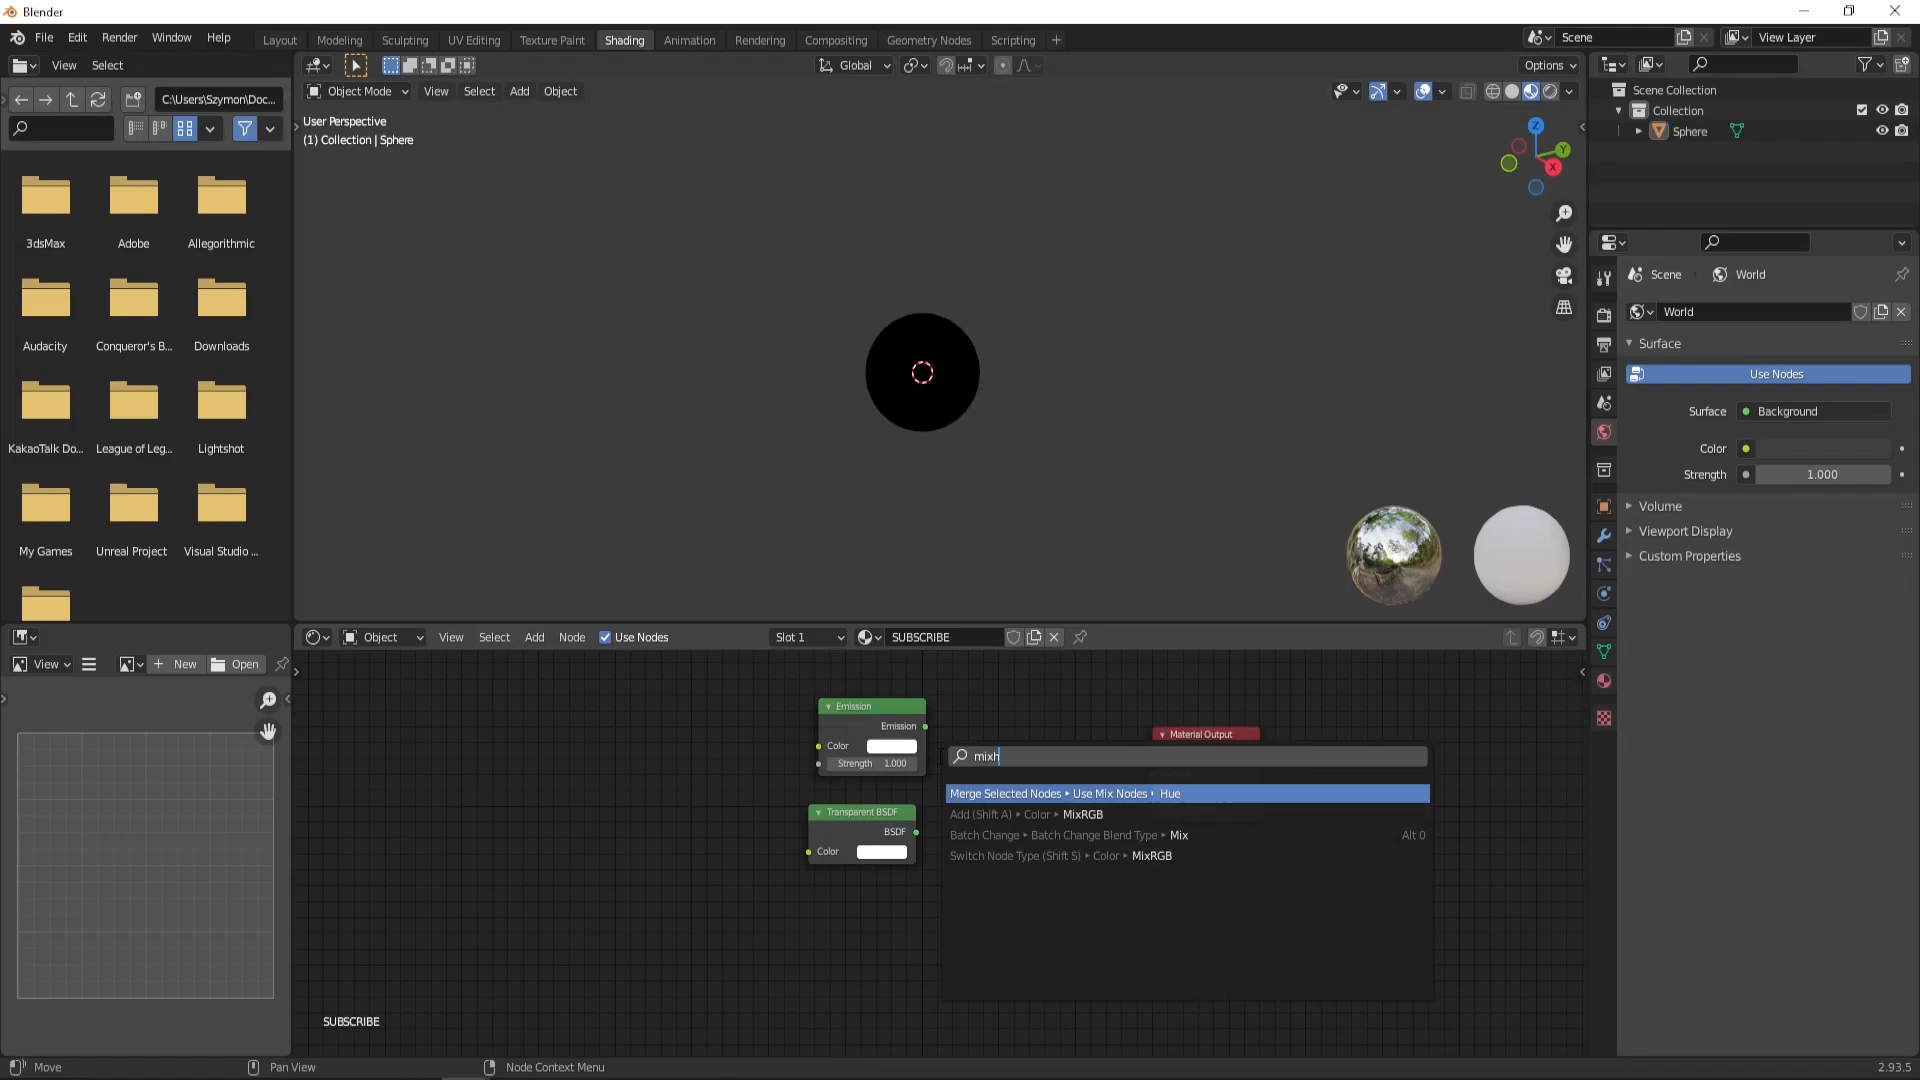 Blender
File Edit Render Window Help
Layout Modeling Sculpting UV Editing Texture Paint Shading Animation Rendering Compositing Geometry Nodes Scripting +
Scene
View Layer
View Select
Global
Options
C:\Users\Szymon\Doc...
Object Mode View Select Add Object
User Perspective
(1) Collection | Sphere
Z
Y
X
Scene Collection
Collection
Sphere
3dsMax Adobe Allegorithmic
Audacity Conqueror's B... Downloads
KakaoTalk Do... League of Leg... Lightshot
My Games Unreal Project Visual Studio ...
Scene World
World
Surface
Use Nodes
Surface Background
Color
Strength 1.000
Volume
Viewport Display
Custom Properties
Object View Select Add Node Use Nodes Slot 1 SUBSCRIBE
View + New Open
Emission
Emission
Color
Strength 1.000
Transparent BSDF
BSDF
Color
Material Output
mixh
Merge Selected Nodes ▸ Use Mix Nodes ▸ Hue
Add (Shift A) ▸ Color ▸ MixRGB
Batch Change ▸ Batch Change Blend Type ▸ Mix Alt 0
Switch Node Type (Shift S) ▸ Color ▸ MixRGB
SUBSCRIBE
Move Pan View Node Context Menu 2.93.5